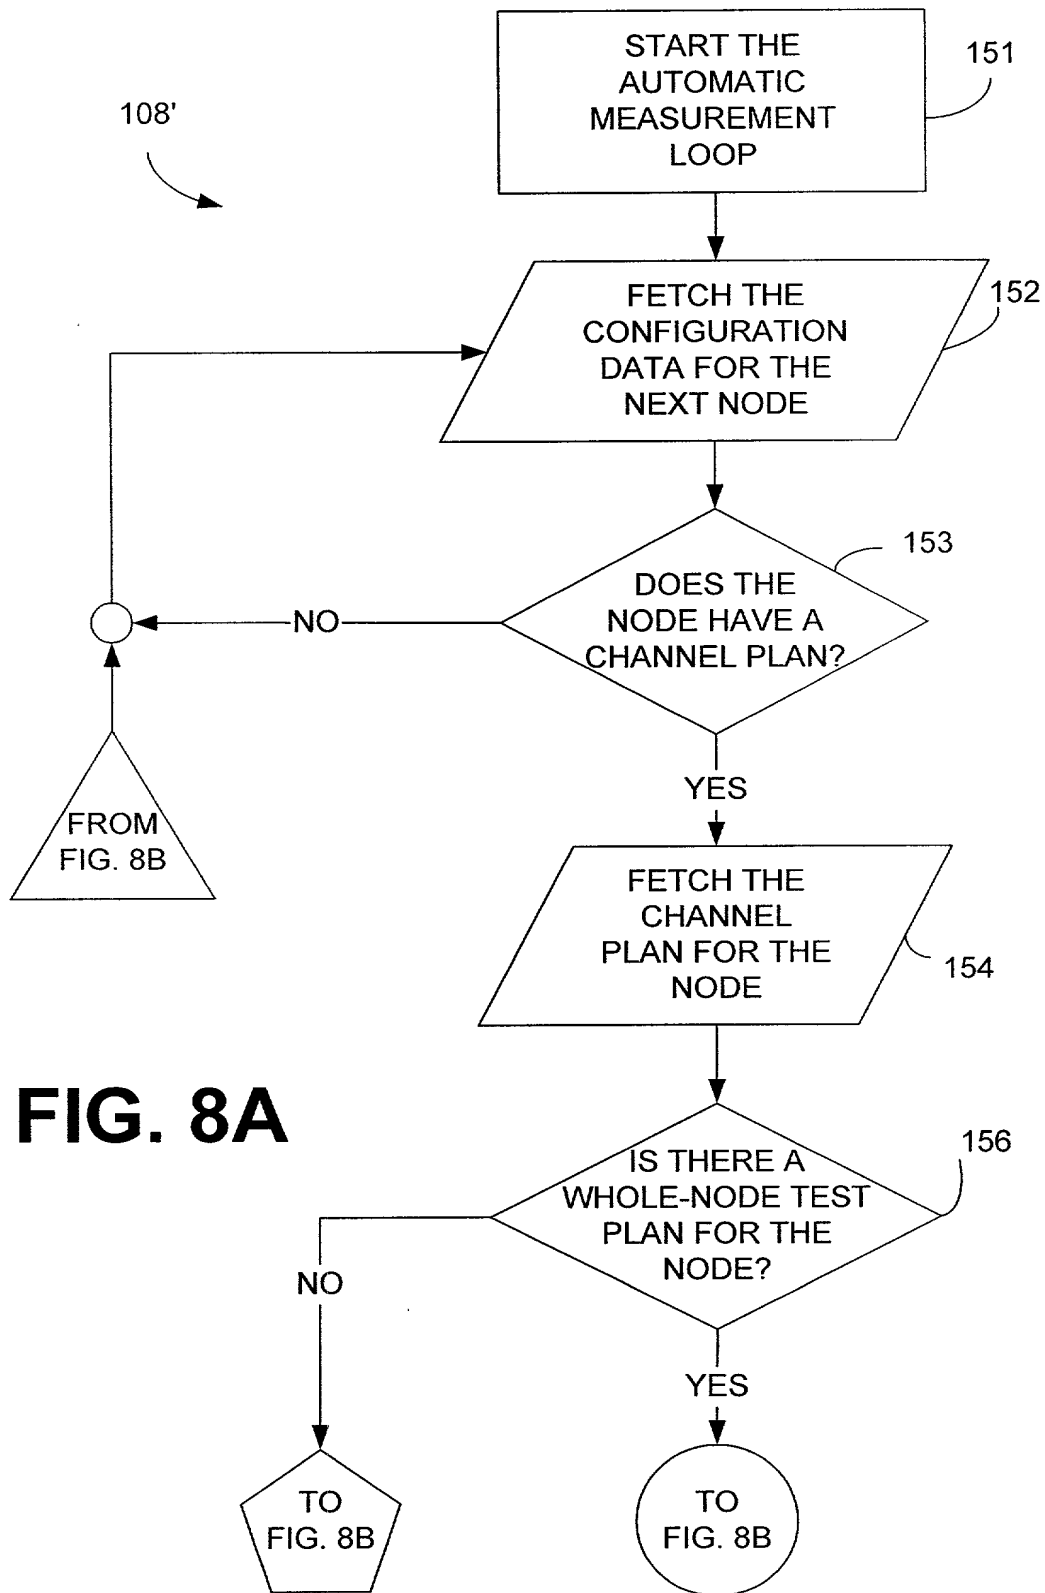 START THE
AUTOMATIC
MEASUREMENT
LOOP
151
108'
FETCH THE
CONFIGURATION
DATA FOR THE
NEXT NODE
152
DOES THE
NODE HAVE A
CHANNEL PLAN?
153
NO
YES
FROM
FIG. 8B
FETCH THE
CHANNEL
PLAN FOR THE
NODE
154
FIG. 8A
IS THERE A
WHOLE-NODE TEST
PLAN FOR THE
NODE?
156
NO
YES
TO
FIG. 8B
TO
FIG. 8B